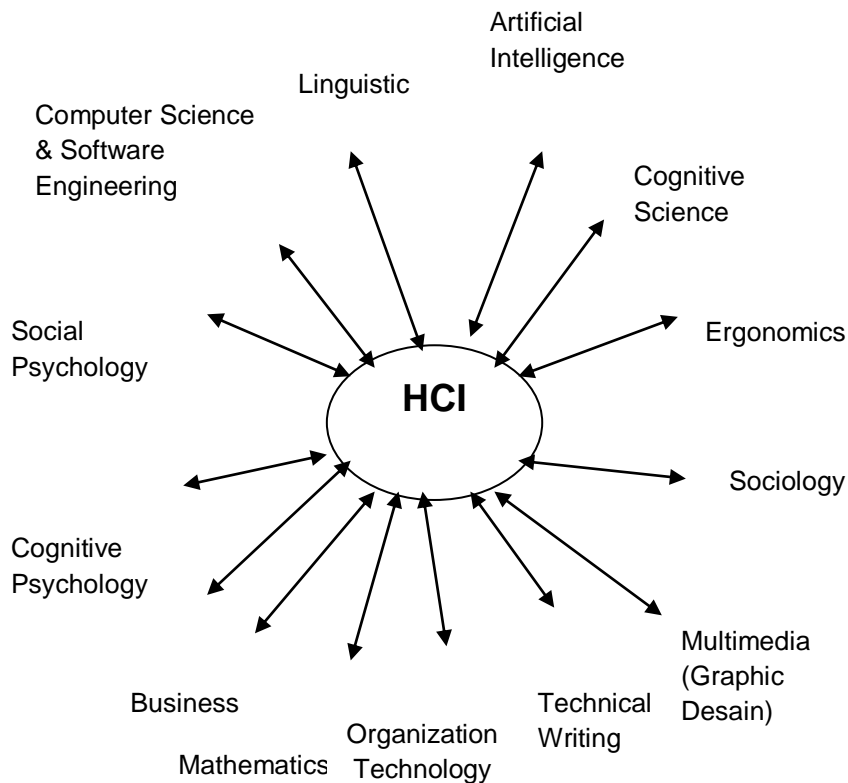 Artificial
Intelligence
Linguistic
Computer Science
& Software
Engineering
Cognitive
Science
Social
Psychology
Ergonomics
HCI
Sociology
Cognitive
Psychology
Multimedia
(Graphic
Desain)
Business
Technical
Writing
Organization
Technology
Mathematics